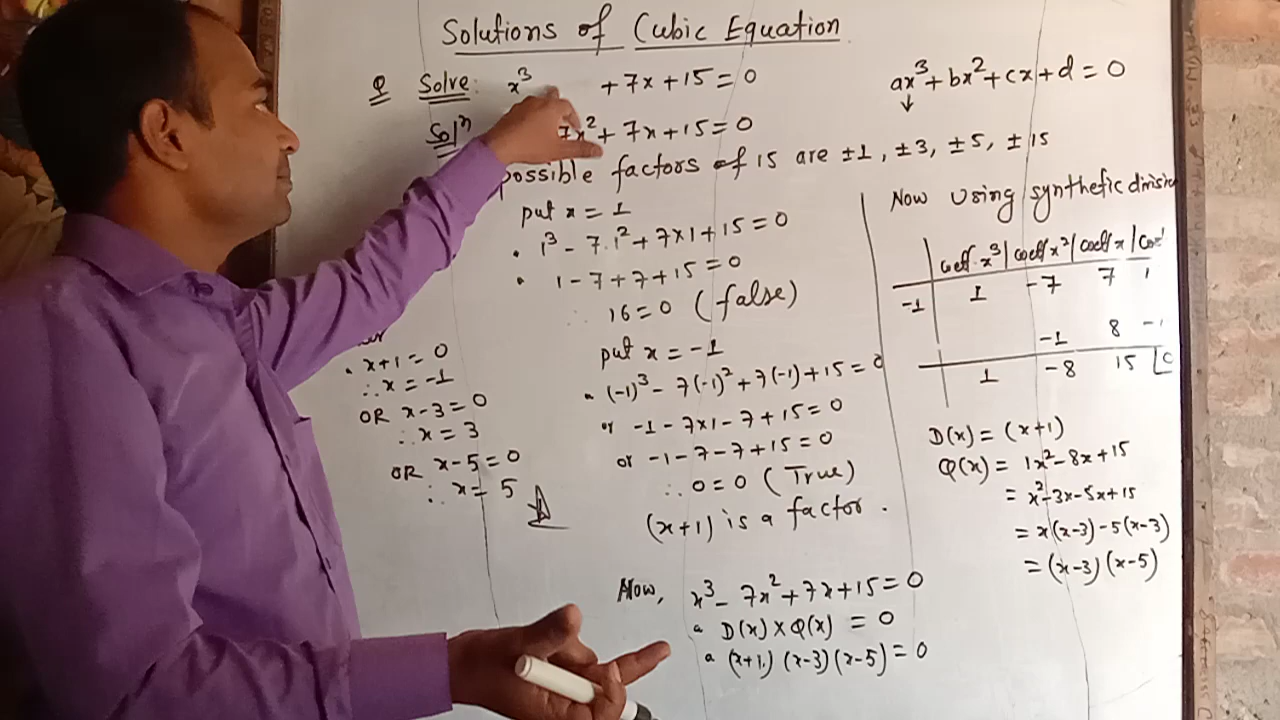 Solutions of Cubic Equation
Q Solve: x³ + 7x + 15 = 0
Solⁿ 7x² + 7x + 15 = 0
possible factors of 15 are ±1, ±3, ±5, ±15
put x = 1
1³ - 7.1² + 7×1 + 15 = 0
1 - 7 + 7 + 15 = 0
∴ 16 = 0 (false)
put x = -1
(-1)³ - 7(-1)² + 7(-1) + 15 = 0
or -1 - 7×1 - 7 + 15 = 0
or -1 - 7 - 7 + 15 = 0
∴ 0 = 0 (True)
(x+1) is a factor.
Now, x³ - 7x² + 7x + 15 = 0
D(x) × Q(x) = 0
(x+1) (x-3) (x-5) = 0
x+1 = 0
∴ x = -1
OR x-3 = 0
∴ x = 3
OR x-5 = 0
∴ x = 5
ax³ + bx² + cx + d = 0
↓
Now using synthefic division
coeff. x³ | coeff x² | coeff x |
-1 1 -7 7
-1 8
1 -8 15
D(x) = (x+1)
Q(x) = 1x² - 8x + 15
= x² - 3x - 5x + 15
= x(x-3) - 5(x-3)
= (x-3) (x-5)